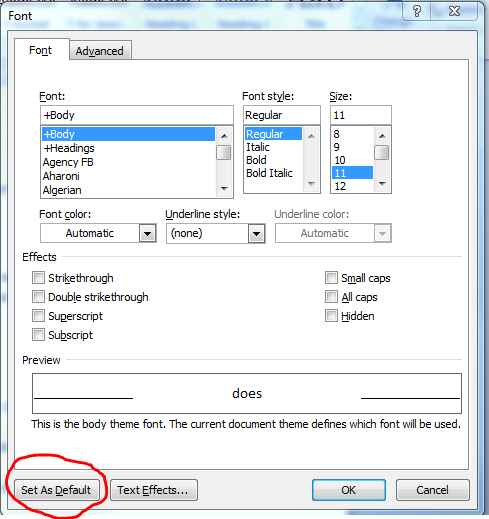 Font
Font Advanced
Font: Font style: Size:
+Body Regular 11
+Body Regular 8
+Headings Italic 9
Agency FB Bold 10
Aharoni Bold Italic 11
Algerian 12
Font color: Underline style: Underline color:
Automatic (none) Automatic
Effects
Strikethrough Small caps
Double strikethrough All caps
Superscript Hidden
Subscript
Preview
does
This is the body theme font. The current document theme defines which font will be used.
Set As Default Text Effects... OK Cancel